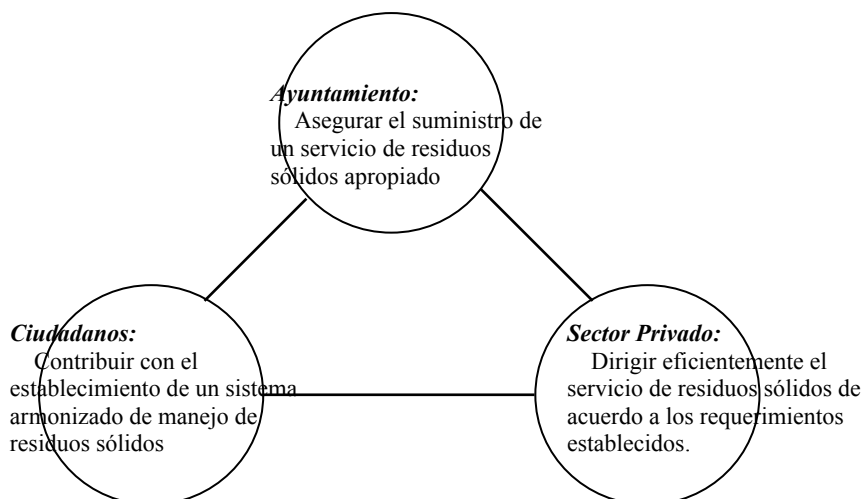 Ayuntamiento:
Asegurar el suministro de
un servicio de residuos
sólidos apropiado
Ciudadanos:
Contribuir con el
establecimiento de un sistema
armonizado de manejo de
residuos sólidos
Sector Privado:
Dirigir eficientemente el
servicio de residuos sólidos de
acuerdo a los requerimientos
establecidos.